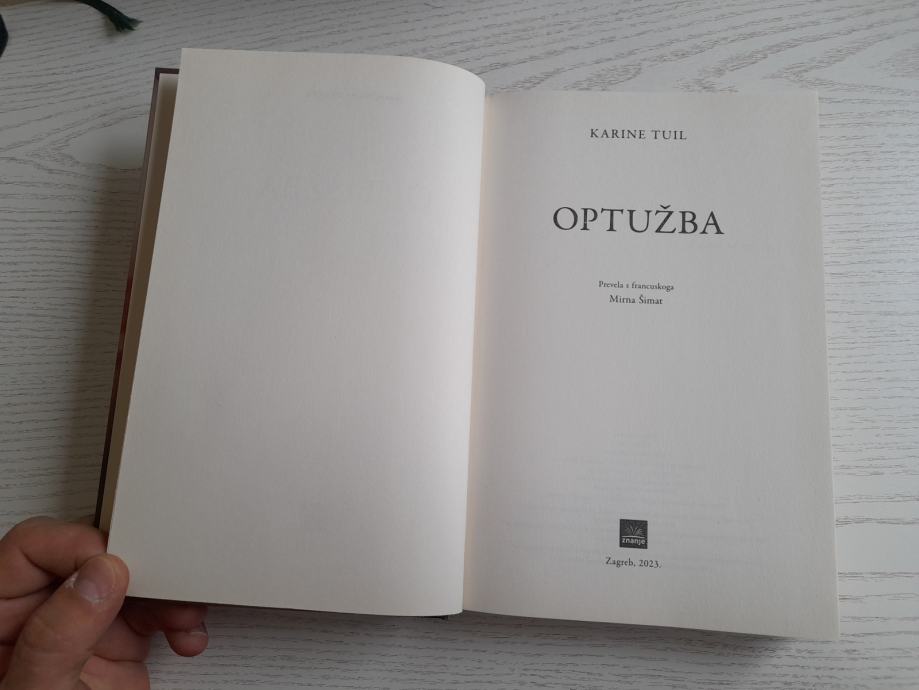 KARINE TUIL
OPTUŽBA
Prevela s francuskoga
Mirna Šimat
znanje
Zagreb, 2023.